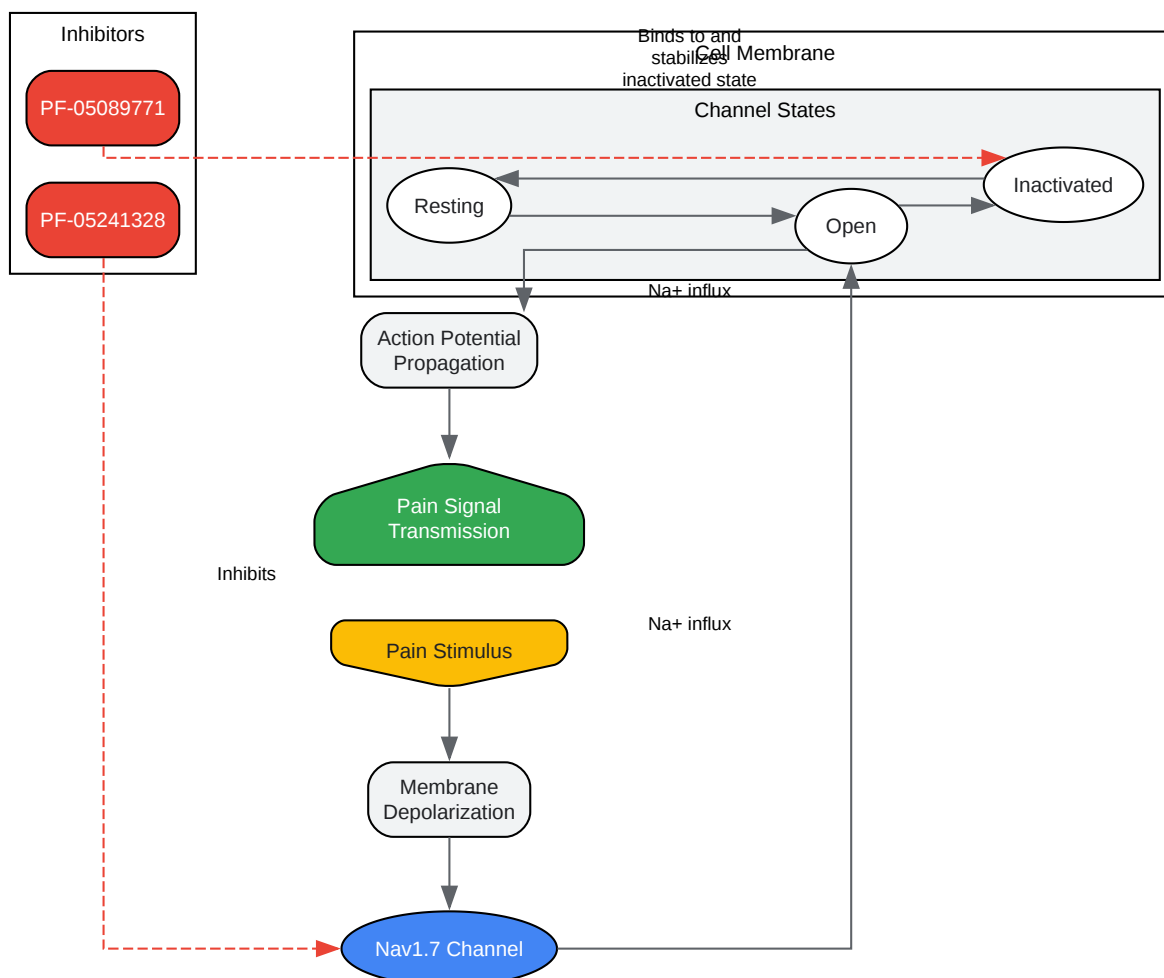 Inhibitors
PF-05089771
PF-05241328
Binds to and
stabilizes
inactivated state
Cell Membrane
Channel States
Resting
Open
Inactivated
Na+ influx
Action Potential
Propagation
Pain Signal
Transmission
Inhibits
Na+ influx
Pain Stimulus
Membrane
Depolarization
Nav1.7 Channel